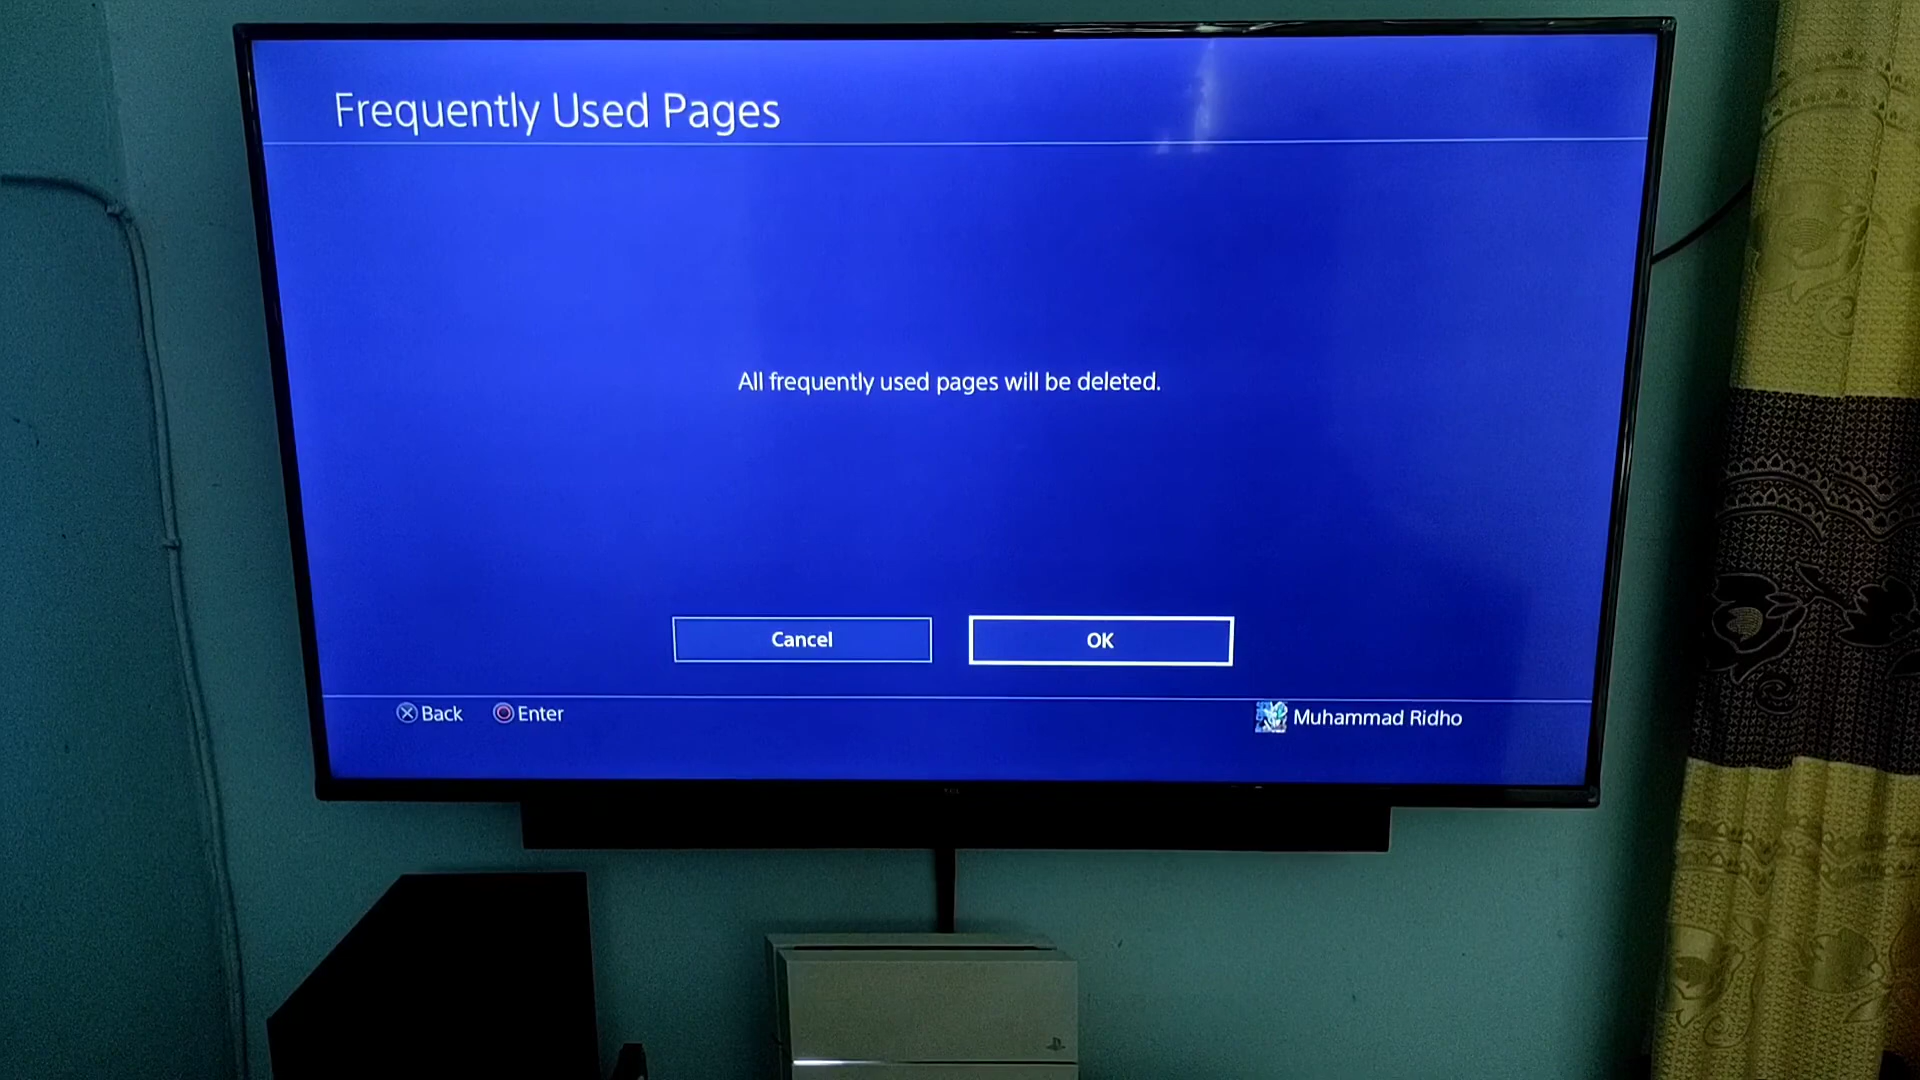 Frequently Used Pages
All frequently used pages will be deleted.
Cancel
OK
Back
Enter
Muhammad Ridho